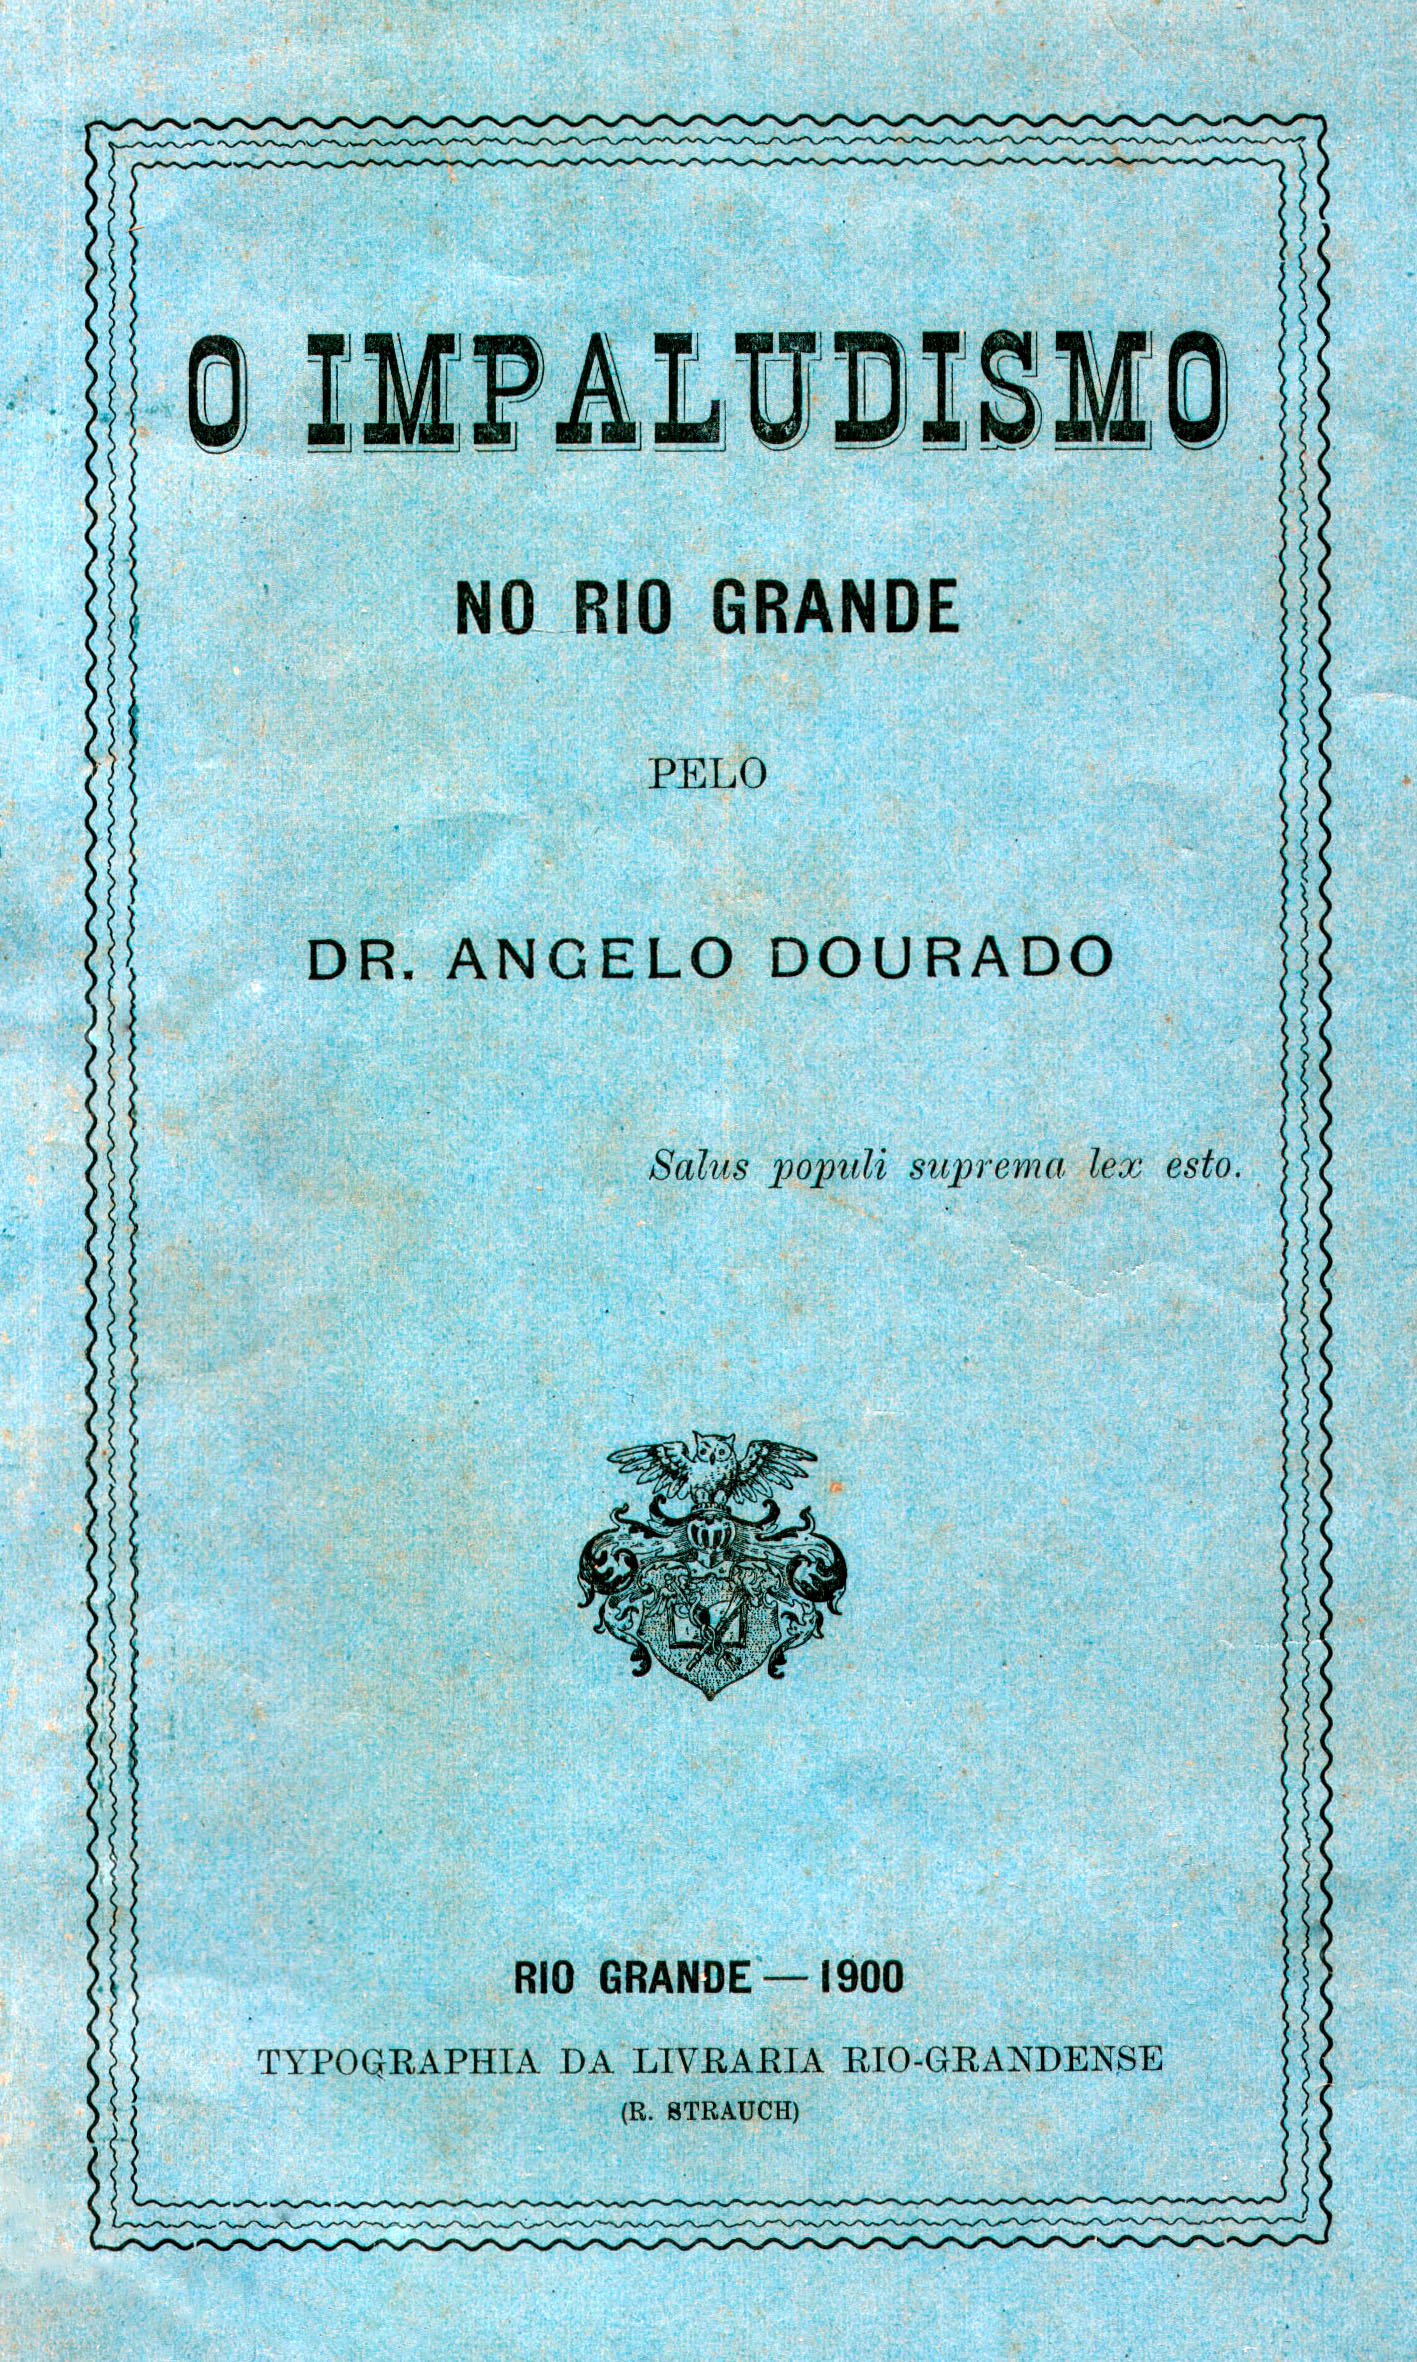 O IMPALUDISMO
NO RIO GRANDE
PELO
DR. ANGELO DOURADO
Salus populi suprema lex esto.
RIO GRANDE — 1900
TYPOGRAPHIA DA LIVRARIA RIO-GRANDENSE
(R. STRAUCH)